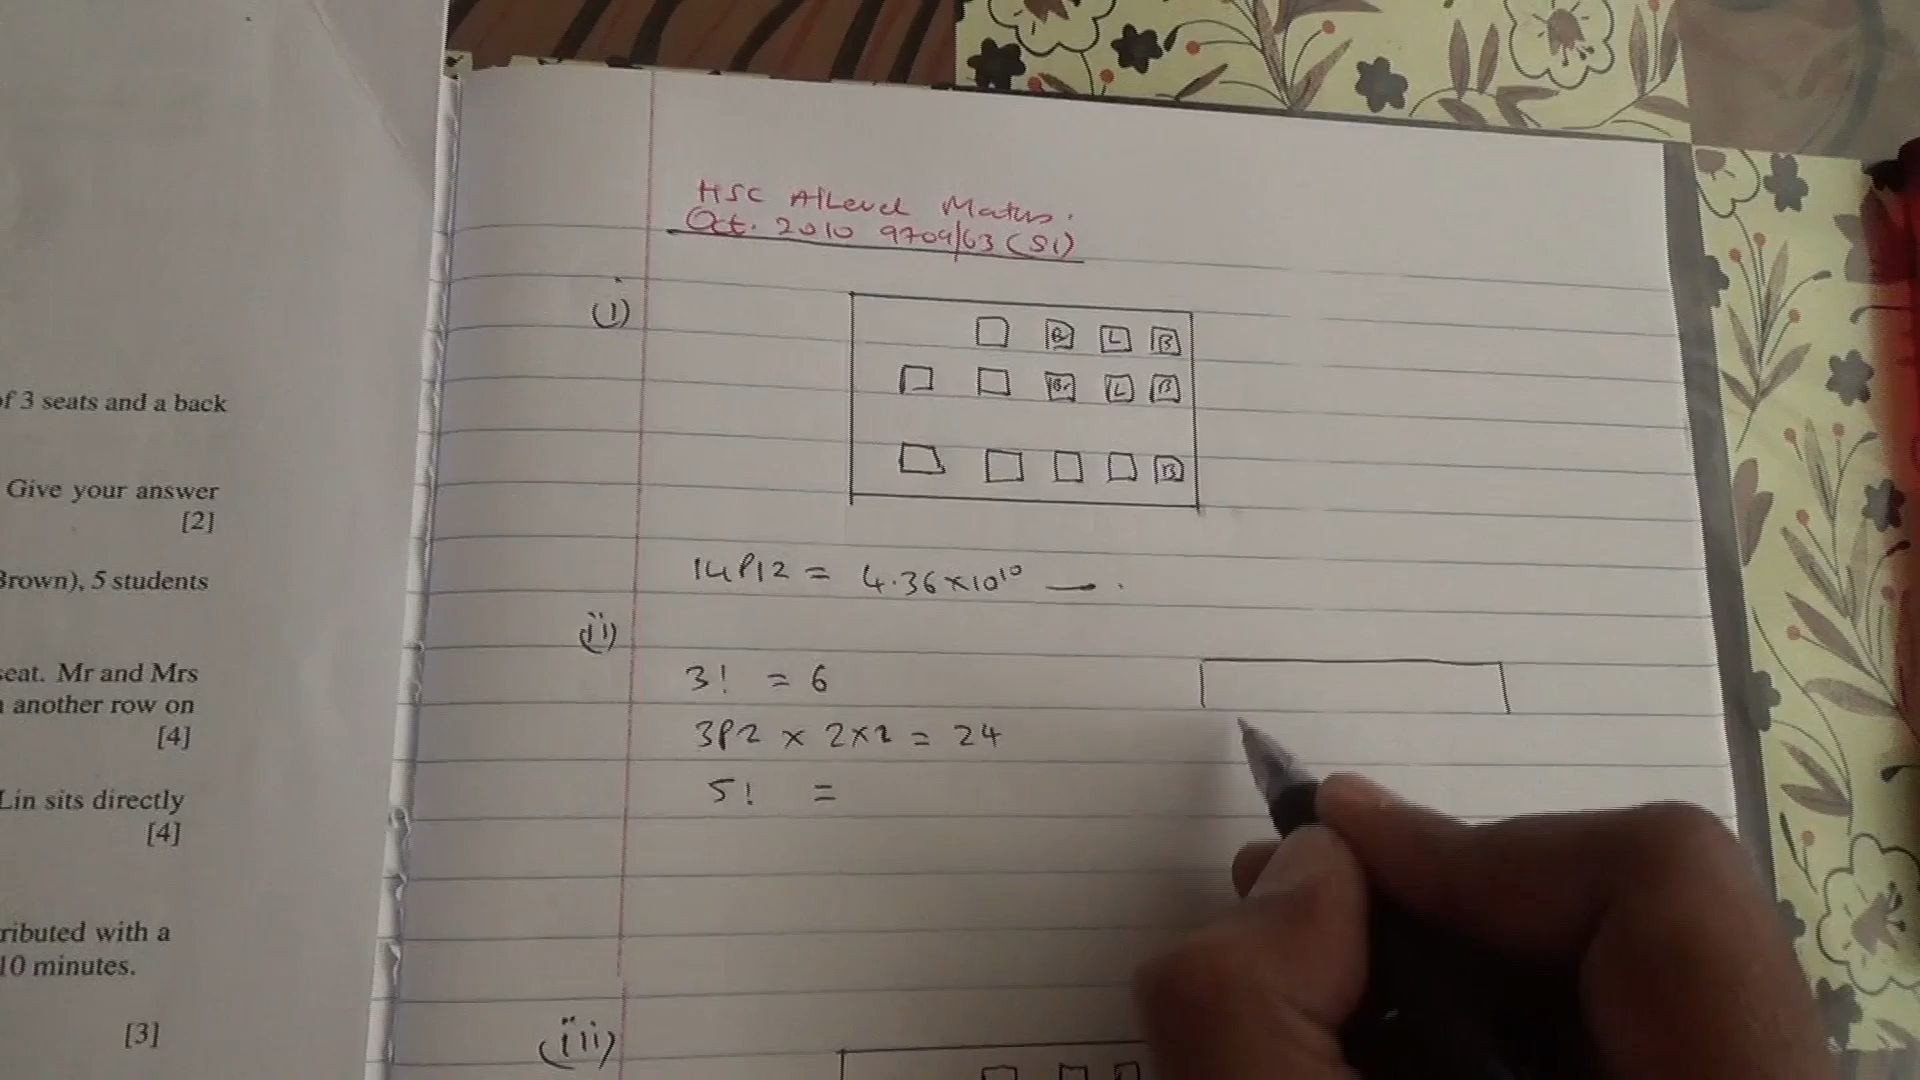 HSC A/Level Maths.
Oct. 2010 9704/63 (S1)
(i)
B L B
Br L B
B
14P12 = 4.36×10¹⁰ — .
(ii)
3! = 6
3P2 × 2×2 = 24
5! =
(iii)
of 3 seats and a back
Give your answer
[2]
Brown), 5 students
seat. Mr and Mrs
another row on
[4]
Lin sits directly
[4]
ributed with a
10 minutes.
[3]